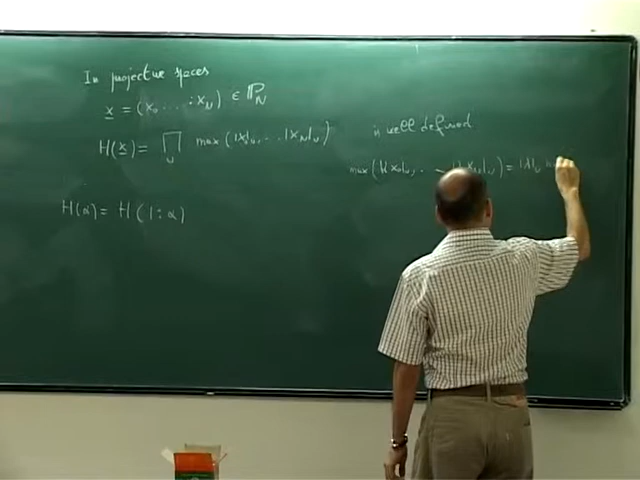 In projective spaces
x = (x₀ : ... : x_N) ∈ ℙ_N
H(x) = ∏_v max(|x₀|_v, ... |x_N|_v)
is well defined
max(|λx₀|_v, ... |λx_N|_v) = |λ|_v
H(α) = H(1 : α)